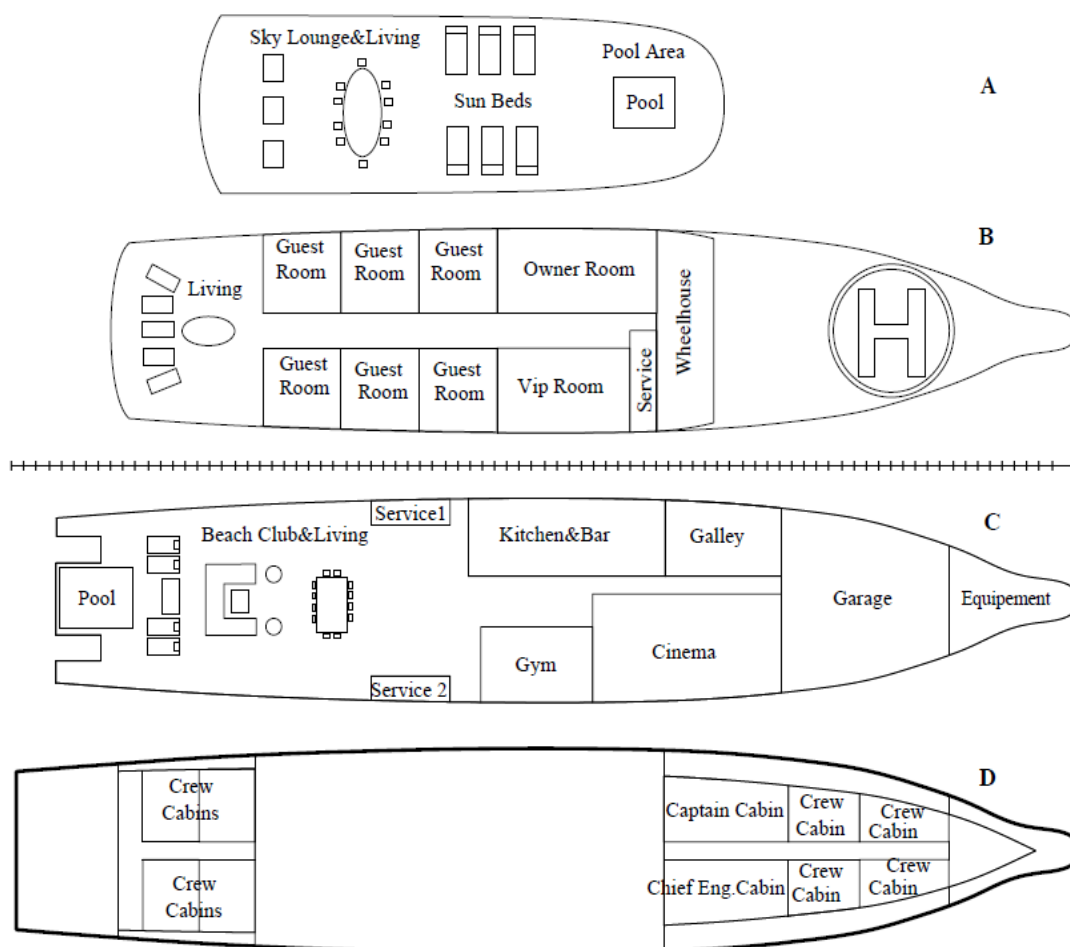 Sky Lounge&Living
Pool Area
Sun Beds
Pool
A
B
Guest
Room
Guest
Room
Guest
Room
Owner Room
Living
Wheelhouse
Guest
Room
Guest
Room
Guest
Room
Vip Room
Service
H
C
Service1
Beach Club&Living
Kitchen&Bar
Galley
Pool
Garage
Equipement
Gym
Cinema
Service 2
D
Crew
Cabins
Captain Cabin
Crew
Cabin
Crew
Cabin
Crew
Cabins
Chief Eng.Cabin
Crew
Cabin
Crew
Cabin